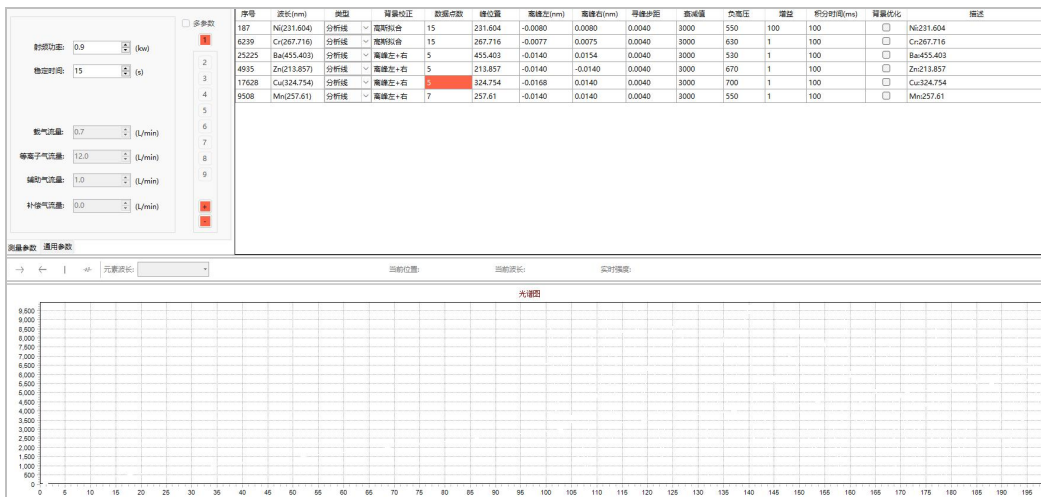 序号 波长(nm) 类型 背景校正 数据点数 峰位置 离峰左(nm) 离峰右(nm) 寻峰步距 衰减值 负高压 增益 积分时间(ms) 背景优化 描述
187 Ni(231.604) 分析线 高斯拟合 15 231.604 -0.0080 0.0080 0.0040 3000 550 100 100 Ni:231.604
6239 Cr(267.716) 分析线 高斯拟合 15 267.716 -0.0077 0.0075 0.0040 3000 630 1 100 Cr:267.716
25225 Ba(455.403) 分析线 离峰左+右 5 455.403 -0.0140 0.0154 0.0040 3000 530 1 100 Ba:455.403
4935 Zn(213.857) 分析线 离峰左+右 5 213.857 -0.0140 -0.0140 0.0040 3000 670 1 100 Zn:213.857
17628 Cu(324.754) 分析线 离峰左+右 5 324.754 -0.0168 0.0140 0.0040 3000 700 1 100 Cu:324.754
9508 Mn(257.61) 分析线 离峰左+右 7 257.61 -0.0140 0.0140 0.0040 3000 550 1 100 Mn:257.61
多参数
射频功率: 0.9 (kw)
稳定时间: 15 (s)
载气流量: 0.7 (L/min)
等离子气流量: 12.0 (L/min)
辅助气流量: 1.0 (L/min)
补偿气流量: 0.0 (L/min)
1
2
3
4
5
6
7
8
9
+
-
测量参数 通用参数
元素波长: 当前位置: 当前波长: 实时强度:
光谱图
9,500
9,000
8,500
8,000
7,500
7,000
6,500
6,000
5,500
5,000
4,500
4,000
3,500
3,000
2,500
2,000
1,500
1,000
500
0
0 5 10 15 20 25 30 35 40 45 50 55 60 65 70 75 80 85 90 95 100 105 110 115 120 125 130 135 140 145 150 155 160 165 170 175 180 185 190 195